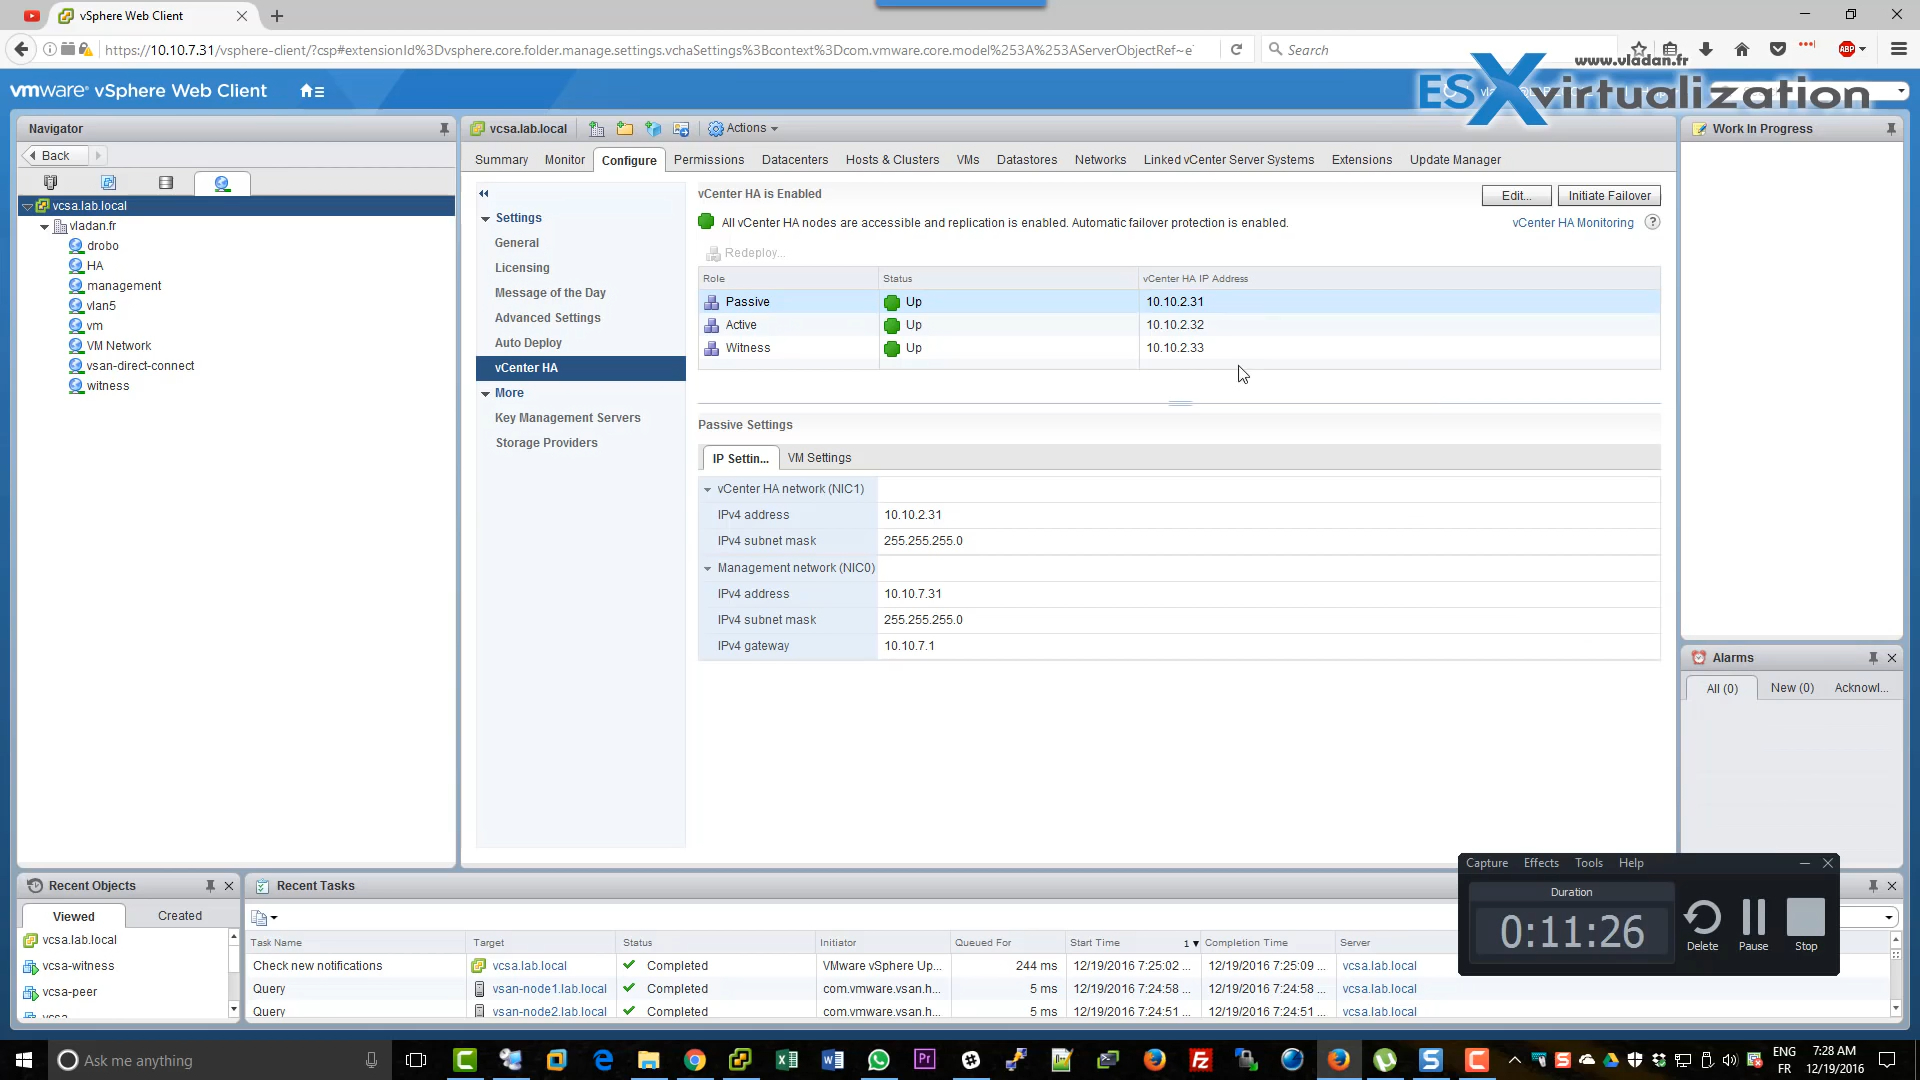 vSphere Web Client
https://10.10.7.31/vsphere-client/?csp#extensionId%3Dvsphere.core.folder.manage.settings.vchaSettings%3Bcontext%3Dcom.vmware.core.model%253A%253AServerObjectRef~e
Search
ABP
www.vladan.fr
ESXvirtualization
vmware® vSphere Web Client
Navigator
Back
vcsa.lab.local
vladan.fr
drobo
HA
management
vlan5
vm
VM Network
vsan-direct-connect
witness
vcsa.lab.local
Actions
Summary Monitor Configure Permissions Datacenters Hosts & Clusters VMs Datastores Networks Linked vCenter Server Systems Extensions Update Manager
Settings
General
Licensing
Message of the Day
Advanced Settings
Auto Deploy
vCenter HA
More
Key Management Servers
Storage Providers
vCenter HA is Enabled
Edit...
Initiate Failover
All vCenter HA nodes are accessible and replication is enabled. Automatic failover protection is enabled.
vCenter HA Monitoring ?
Redeploy...
Role Status vCenter HA IP Address
Passive Up 10.10.2.31
Active Up 10.10.2.32
Witness Up 10.10.2.33
Passive Settings
IP Settin... VM Settings
vCenter HA network (NIC1)
IPv4 address 10.10.2.31
IPv4 subnet mask 255.255.255.0
Management network (NIC0)
IPv4 address 10.10.7.31
IPv4 subnet mask 255.255.255.0
IPv4 gateway 10.10.7.1
Work In Progress
Alarms
All (0) New (0) Acknowl...
Recent Objects
Viewed Created
vcsa.lab.local
vcsa-witness
vcsa-peer
vcsa
Recent Tasks
Task Name Target Status Initiator Queued For Start Time 1 Completion Time Server
Check new notifications vcsa.lab.local Completed VMware vSphere Up... 244 ms 12/19/2016 7:25:02 ... 12/19/2016 7:25:09 ... vcsa.lab.local
Query vsan-node1.lab.local Completed com.vmware.vsan.h... 5 ms 12/19/2016 7:24:58 ... 12/19/2016 7:24:58 ... vcsa.lab.local
Query vsan-node2.lab.local Completed com.vmware.vsan.h... 5 ms 12/19/2016 7:24:51 ... 12/19/2016 7:24:51 ... vcsa.lab.local
Capture Effects Tools Help
Duration
0:11:26
Delete Pause Stop
Ask me anything
ENG
FR
7:28 AM
12/19/2016